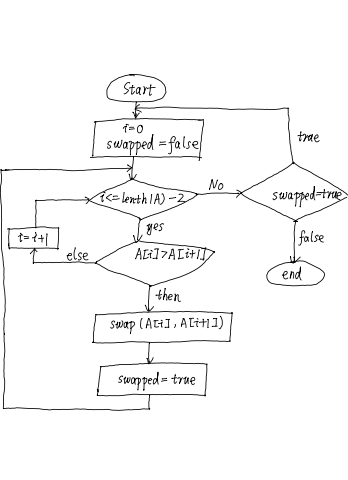 Start
i=0
swapped=false
i<=lenth(A)-2
No
swapped=true
true
false
end
yes
A[i]>A[i+1]
else
i=i+1
then
swap(A[i],A[i+1])
swapped=true